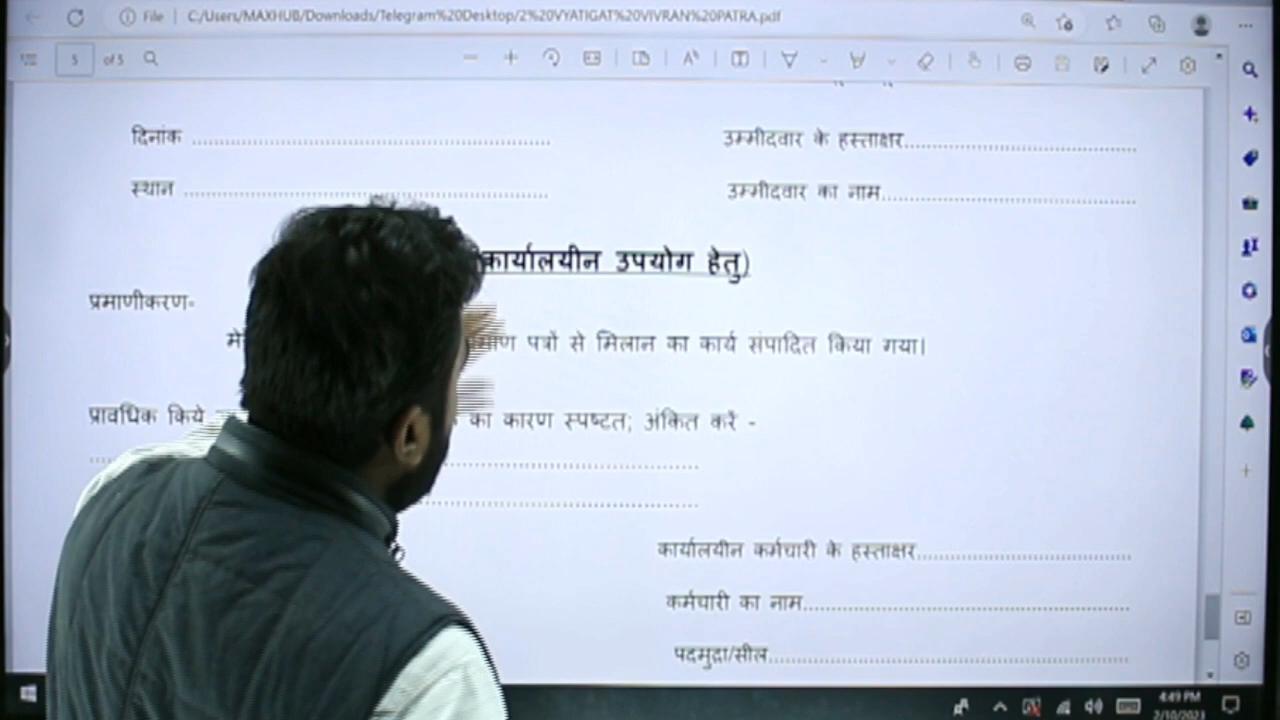 File | C:/Users/MAXHUB/Downloads/Telegram%20Desktop/2%20VYATIGAT%20VIVRAN%20PATRA.pdf
5 of 5
दिनांक ............................................................ उम्मीदवार के हस्ताक्षर............................................
स्थान ............................................................. उम्मीदवार का नाम................................................
(कार्यालयीन उपयोग हेतु)
प्रमाणीकरण-
पत्रों से मिलान का कार्य संपादित किया गया।
प्रावधिक किये का कारण स्पष्टत; अंकित करें -
कार्यालयीन कर्मचारी के हस्ताक्षर....................................
कर्मचारी का नाम.......................................................
पदमुद्रा/सील.............................................................
4:49 PM